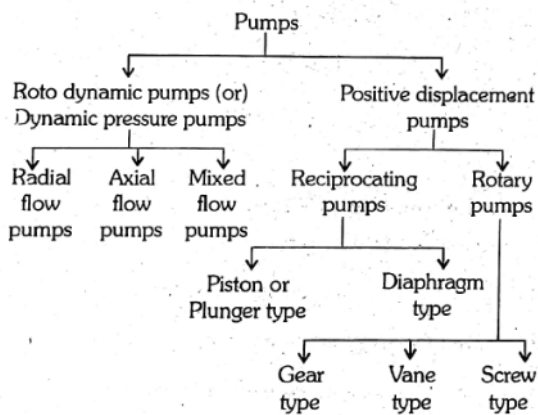 Pumps
Roto dynamic pumps (or)
Dynamic pressure pumps
Positive displacement
pumps
Radial
flow
pumps
Axial
flow
pumps
Mixed
flow
pumps
Reciprocating
pumps
Rotary
pumps
Piston or
Plunger type
Diaphragm
type
Gear
type
Vane
type
Screw
type